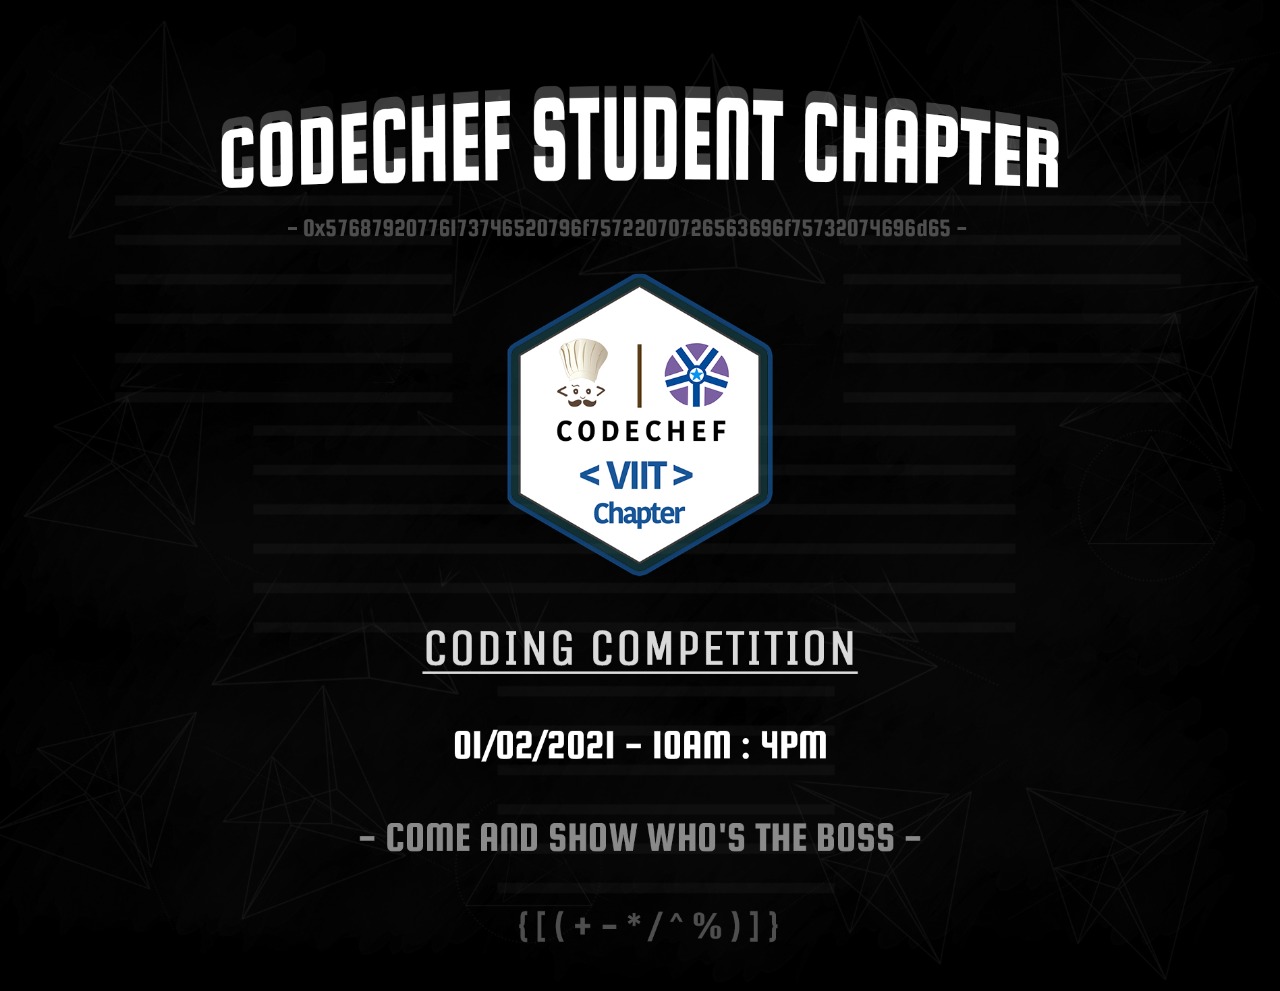 CODECHEF STUDENT CHAPTER
- 0x57687920776173746520796f75722070726563696f75732074696d65 -
CODECHEF
< VIIT >
Chapter
CODING COMPETITION
01/02/2021 - 10AM : 4PM
- COME AND SHOW WHO'S THE BOSS -
{ [ ( + - * / ^ % ) ] }